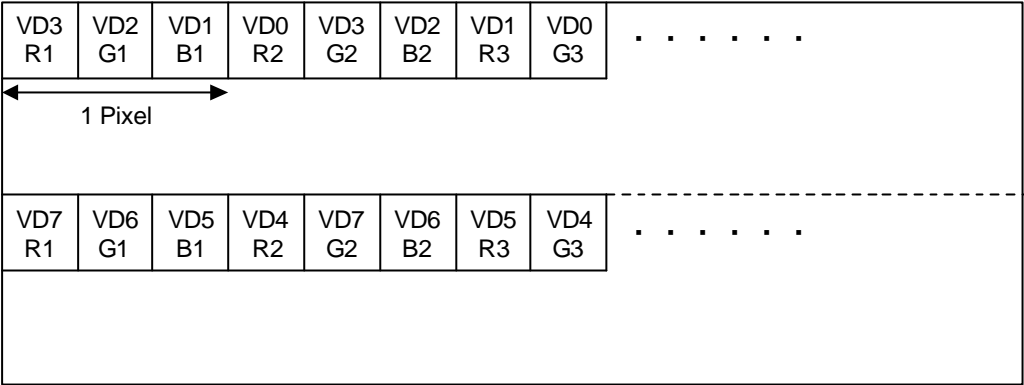 VD3 VD2 VD1 VD0 VD3 VD2 VD1 VD0
R1 G1 B1 R2 G2 B2 R3 G3 . . . . . .
1 Pixel
VD7 VD6 VD5 VD4 VD7 VD6 VD5 VD4
R1 G1 B1 R2 G2 B2 R3 G3 . . . . . .